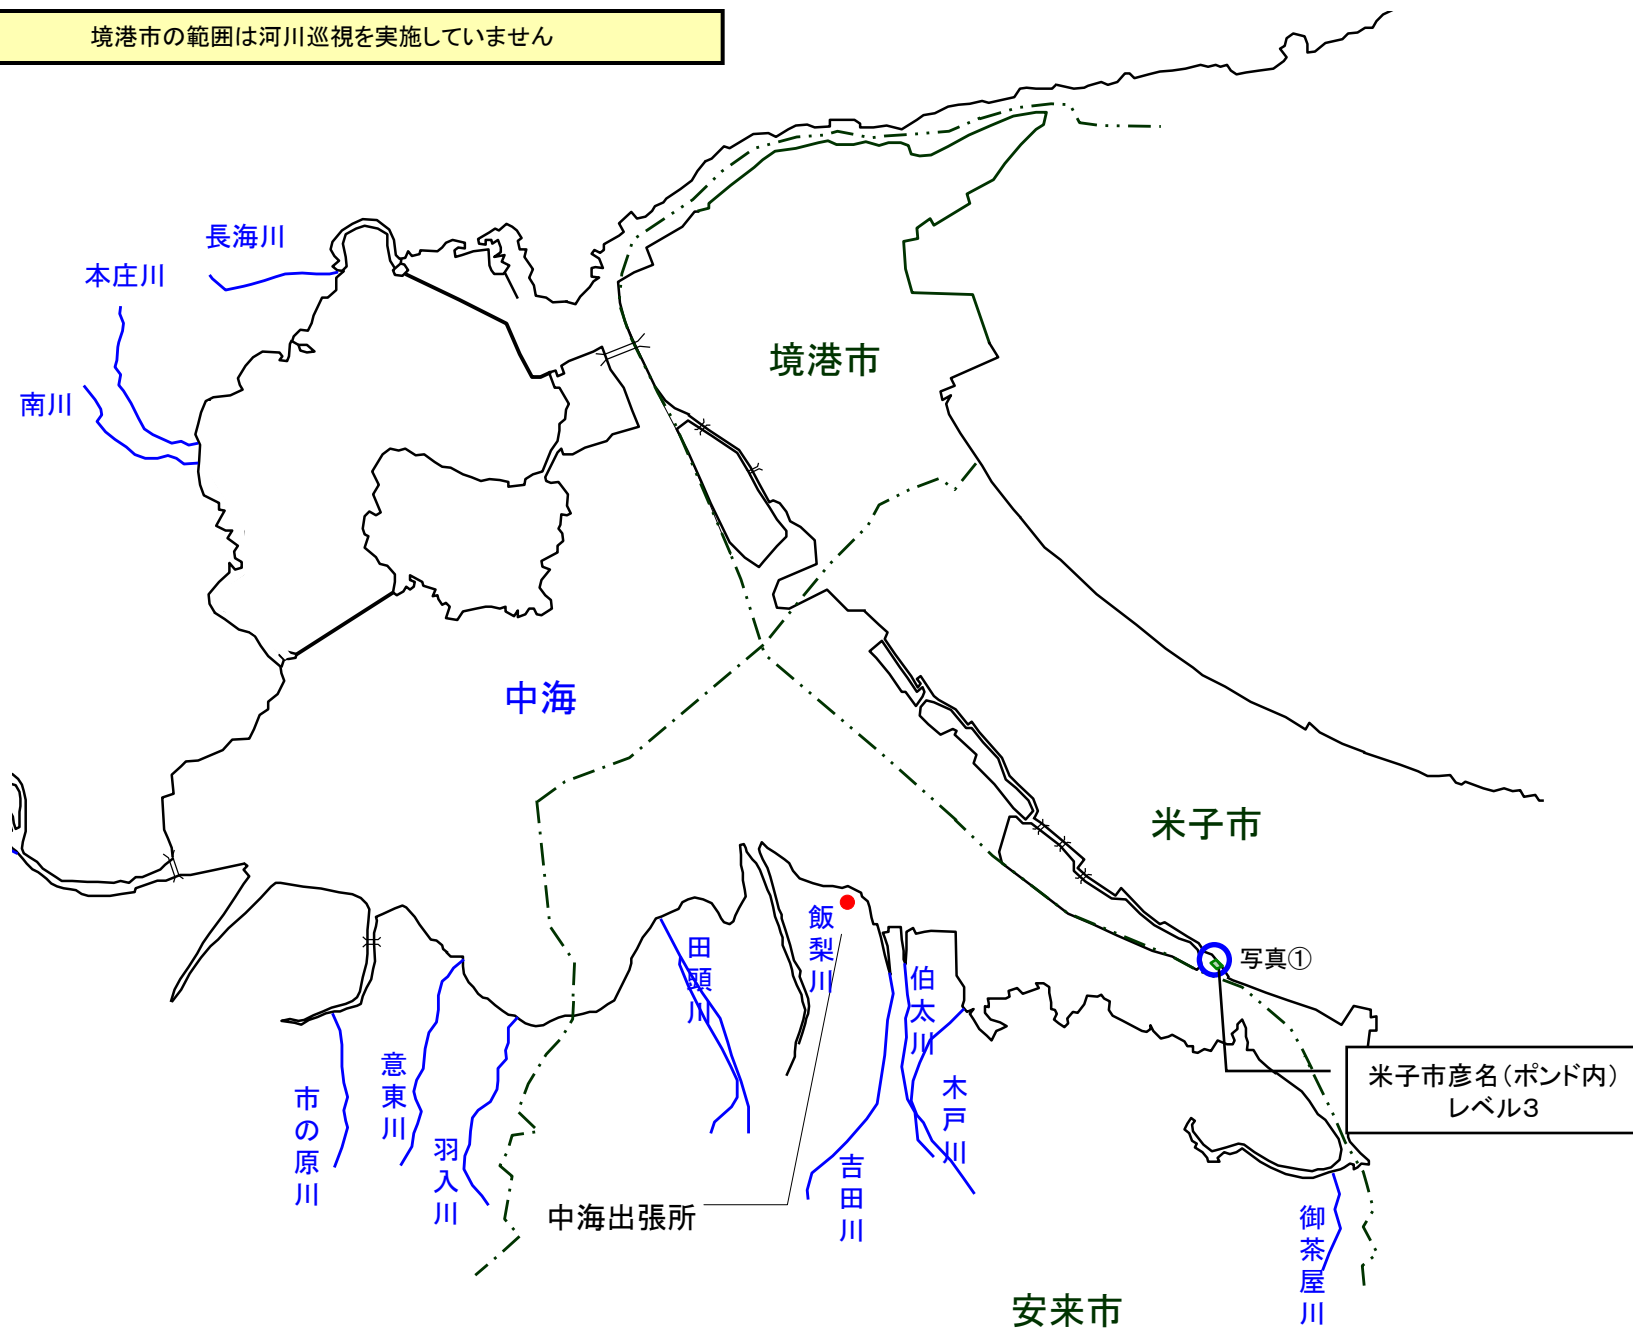 境港市の範囲は河川巡視を実施していません
長海川
本庄川
南川
境港市
中海
米子市
写真①
米子市彦名（ポンド内）
レベル３
飯梨川
田頭川
伯太川
木戸川
意東川
市の原川
羽入川
吉田川
中海出張所
御茶屋川
安来市